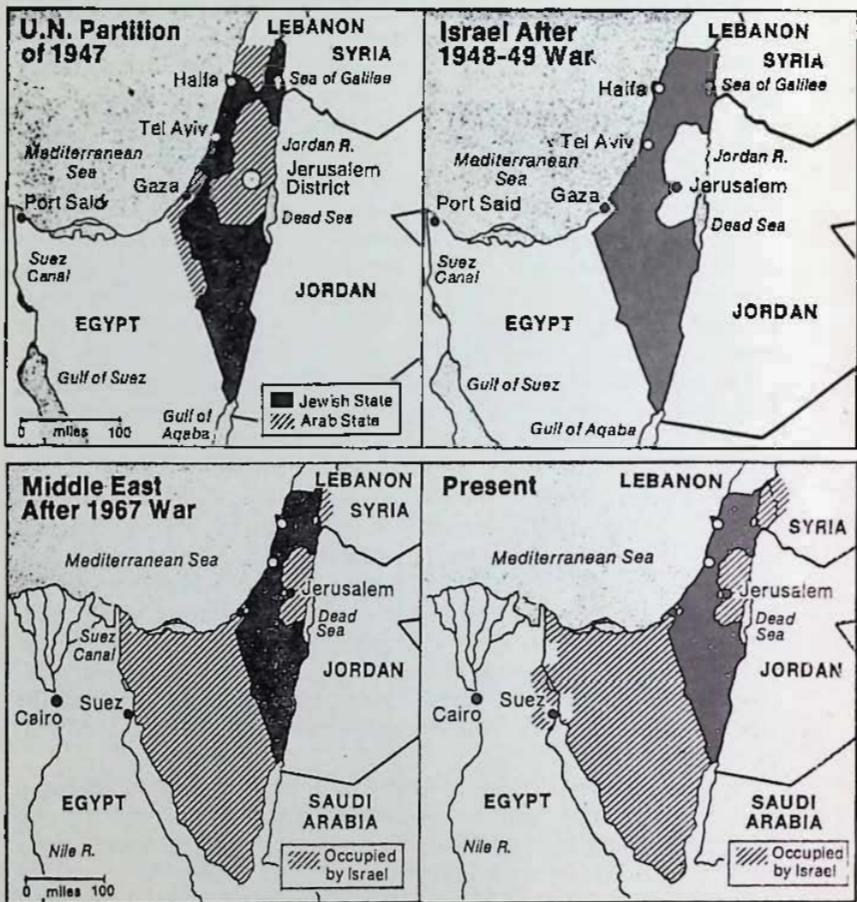 U.N. Partition
of 1947
LEBANON
SYRIA
Haifa
Sea of Galilee
Tel Aviv
Mediterranean
Sea
Jordan R.
Jerusalem
District
Gaza
Port Said
Dead Sea
Suez
Canal
JORDAN
EGYPT
Gulf of Suez
Jewish State
Arab State
0 miles 100
Gulf of
Aqaba
Israel After
1948-49 War
LEBANON
SYRIA
Haifa
Sea of Galilee
Tel Aviv
Mediterranean
Sea
Jordan R.
Jerusalem
Gaza
Port Said
Dead Sea
Suez
Canal
JORDAN
EGYPT
Gulf of Suez
Gulf of Aqaba
Middle East
After 1967 War
LEBANON
SYRIA
Mediterranean Sea
Jerusalem
Dead
Sea
Suez
Canal
JORDAN
Cairo
Suez
EGYPT
SAUDI
ARABIA
Nile R.
Occupied
by Israel
0 miles 100
Present
LEBANON
SYRIA
Mediterranean Sea
Jerusalem
Dead
Sea
Suez
Canal
JORDAN
Cairo
Suez
EGYPT
SAUDI
ARABIA
Nile R.
Occupied
by Israel